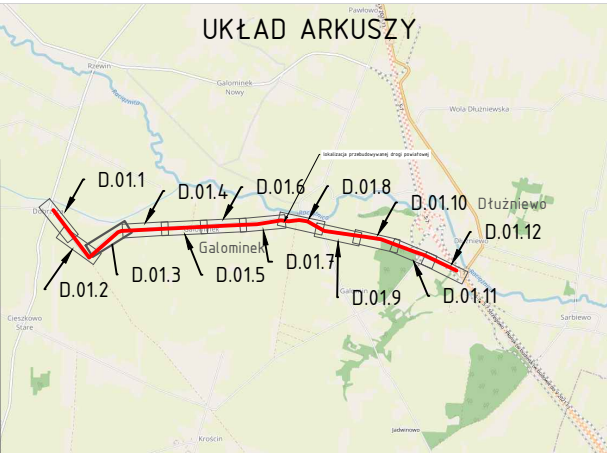 UKŁAD ARKUSZY
Pawłowo
Rzewin
Galominek
Nowy
Wola Dłużniewska
lokalizacja przebudowywanej drogi powiatowej
D.01.1
D.01.4
D.01.6
D.01.8
D.01.10
Dłużniewo
D.01.12
Galominek
D.01.2
D.01.3
D.01.5
D.01.7
D.01.9
D.01.11
Cieszkowo
Stare
Sarbiewo
Krościn
Jadwinowo